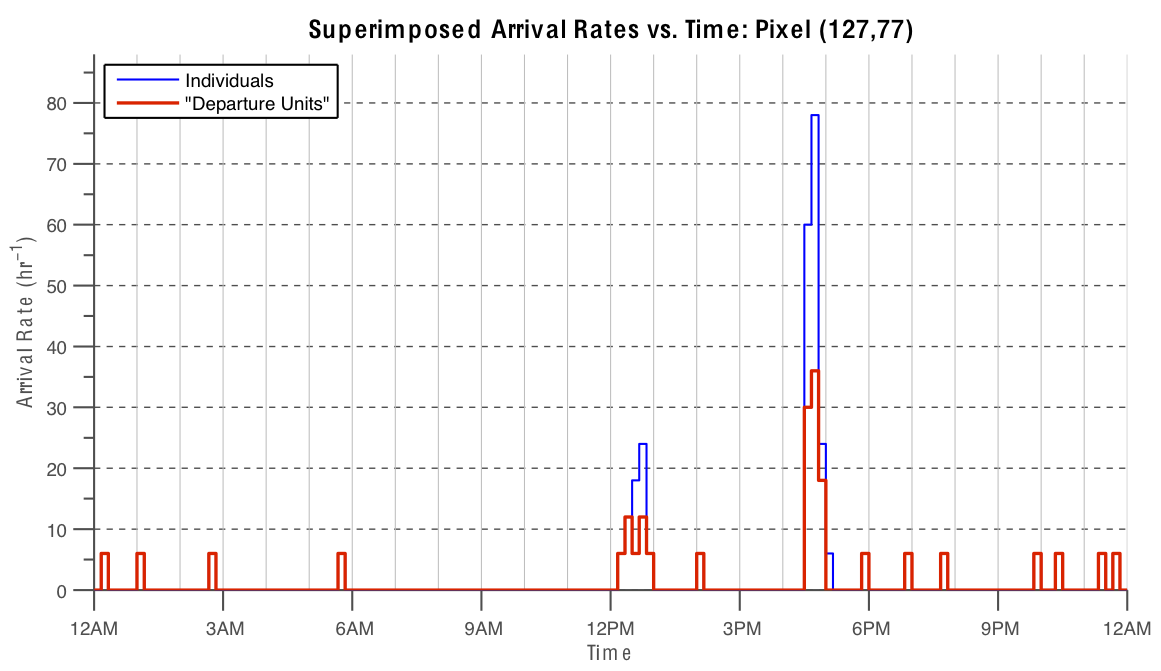 Superimposed Arrival Rates vs. Time: Pixel (127,77)
Individuals
"Departure Units"
Arrival Rate (hr⁻¹)
80
70
60
50
40
30
20
10
0
12AM 3AM 6AM 9AM 12PM 3PM 6PM 9PM 12AM
Time